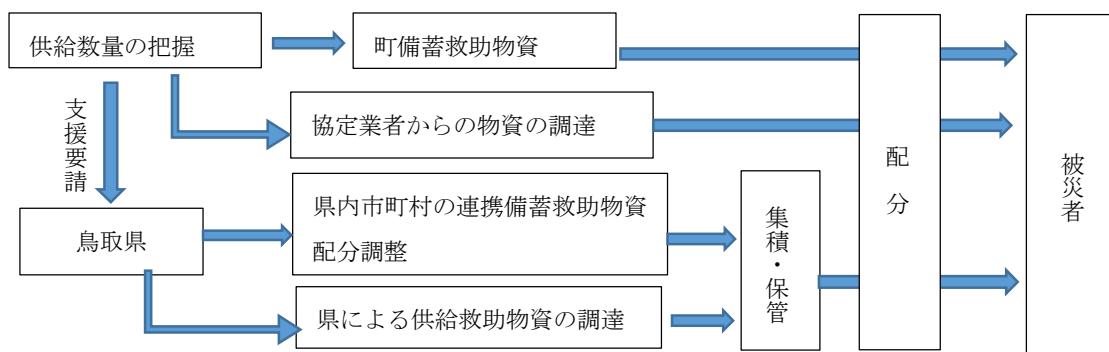 供給数量の把握
町備蓄救助物資
支援要請
協定業者からの物資の調達
鳥取県
県内市町村の連携備蓄救助物資
配分調整
県による供給救助物資の調達
集積・保管
配分
被災者